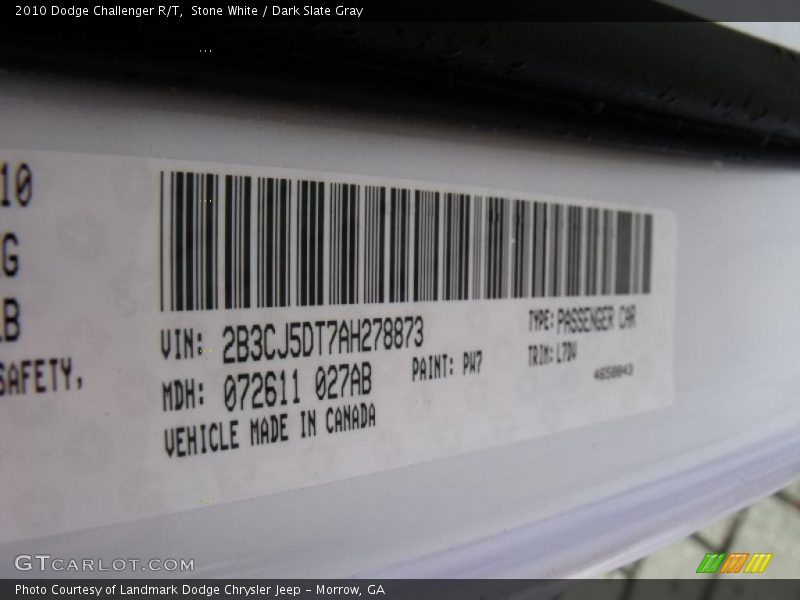 2010 Dodge Challenger R/T, Stone White / Dark Slate Gray
10
G
B
SAFETY,
VIN: 2B3CJ5DT7AH278873
MDH: 072611 027AB
VEHICLE MADE IN CANADA
PAINT: PW7
TYPE: PASSENGER CAR
TRIM: L7DV
4658043
GTCARLOT.COM
Photo Courtesy of Landmark Dodge Chrysler Jeep - Morrow, GA